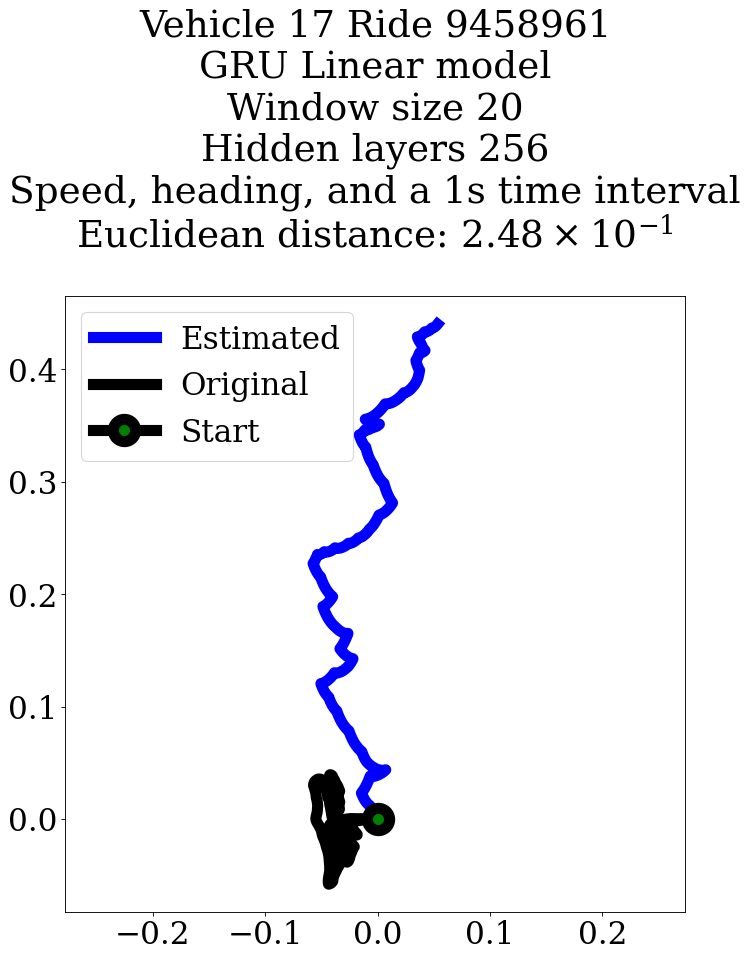 Vehicle 17 Ride 9458961
GRU Linear model
Window size 20
Hidden layers 256
Speed, heading, and a 1s time interval
Euclidean distance: 2.48 × 10⁻¹
Estimated
Original
Start
0.4
0.3
0.2
0.1
0.0
−0.2
−0.1
0.0
0.1
0.2